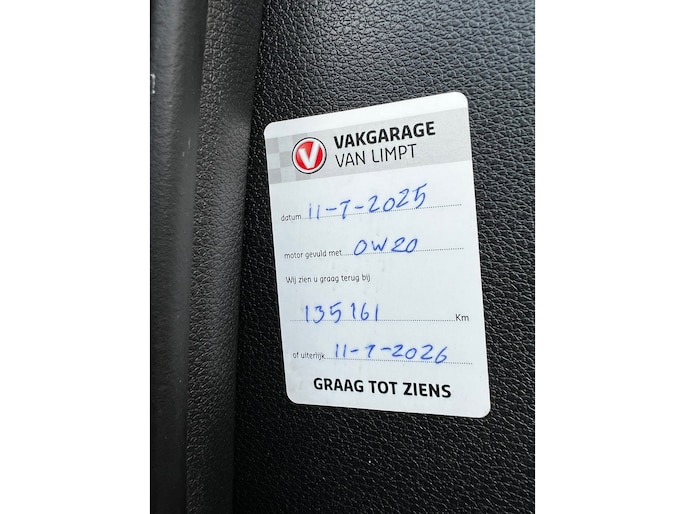 V VAKGARAGE
VAN LIMPT
datum 11-7-2025
motor gevuld met 0W20
Wij zien u graag terug bij
135161 Km
of uiterlijk 11-7-2026
GRAAG TOT ZIENS